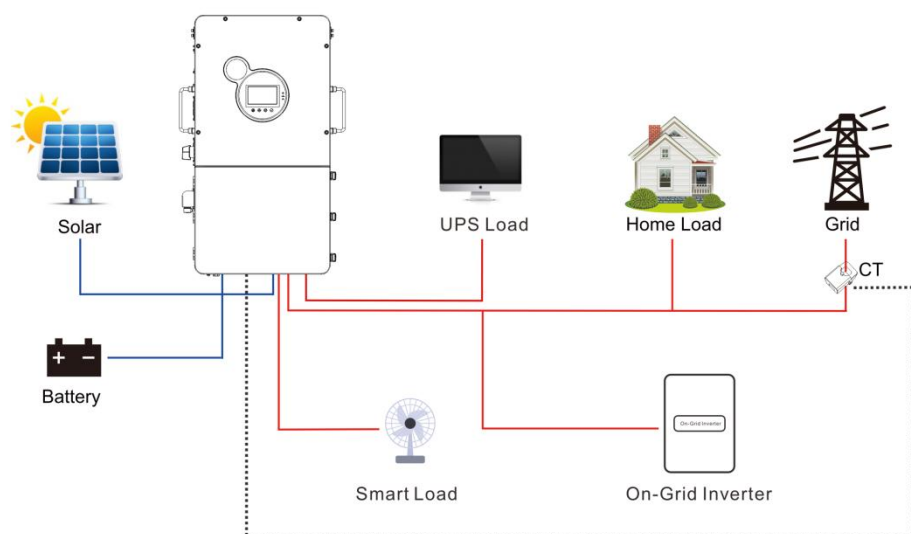 Solar
UPS Load
Home Load
Grid
CT
+ −
Battery
On-Grid Inverter
Smart Load
On-Grid Inverter